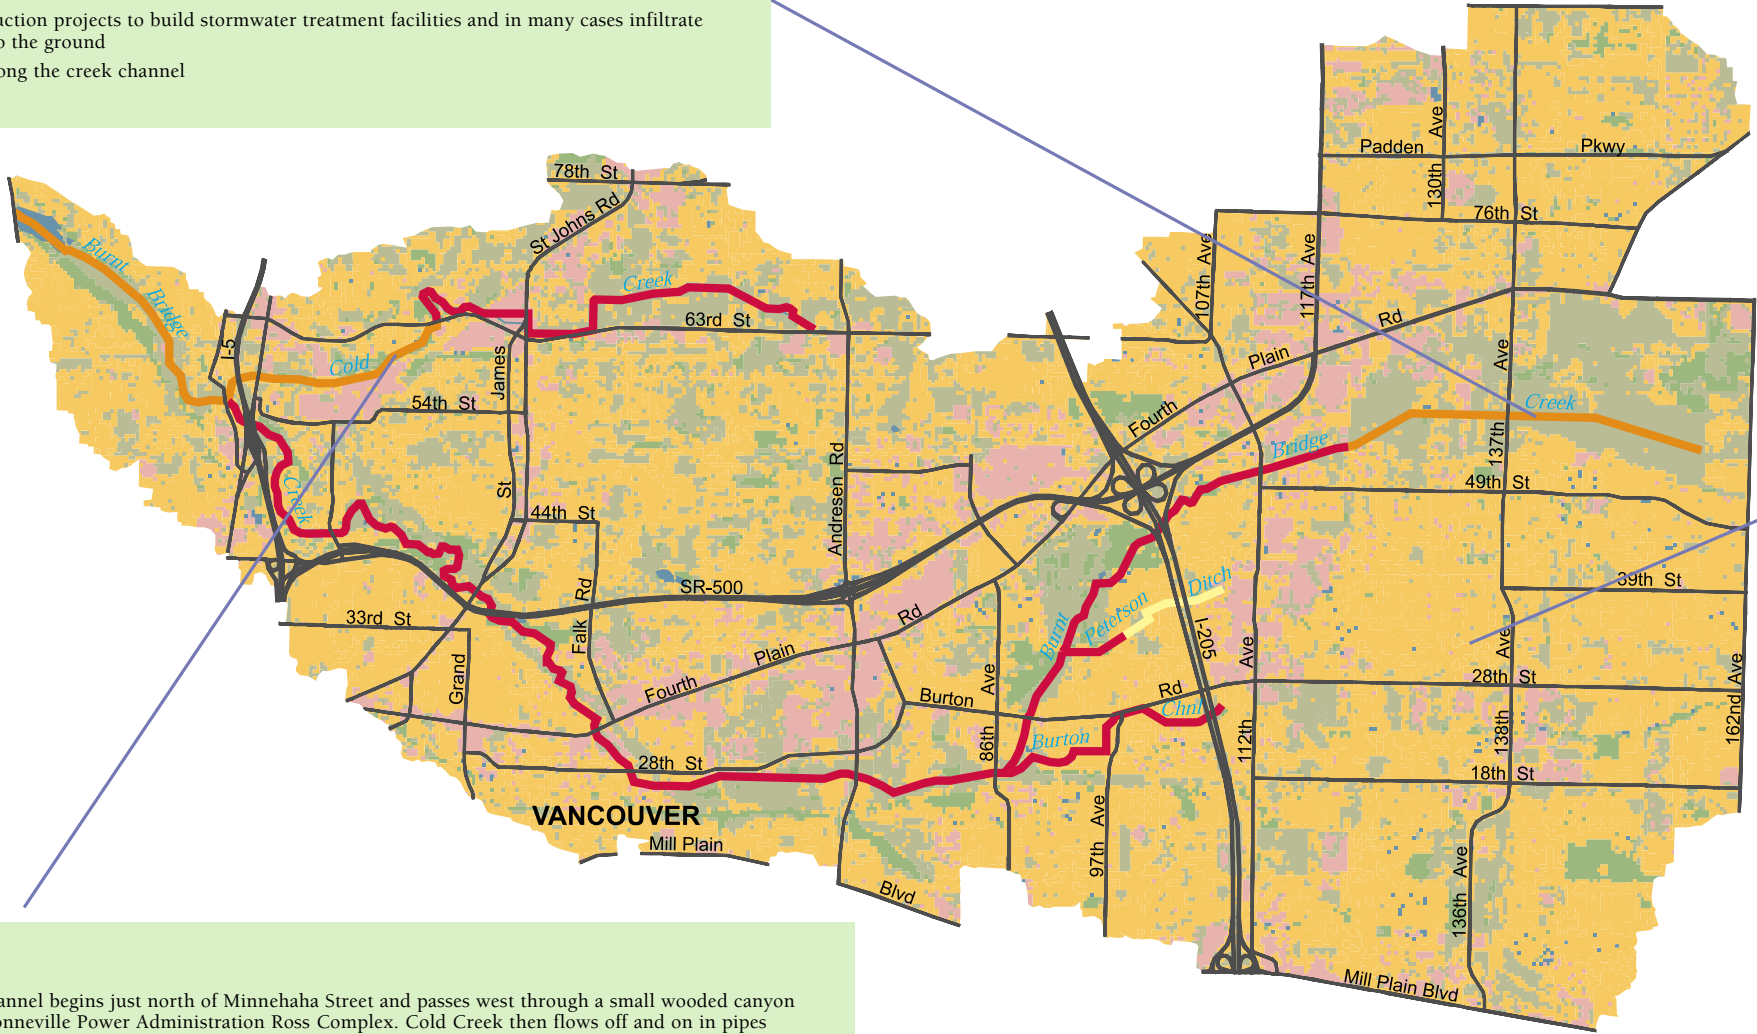 uction projects to build stormwater treatment facilities and in many cases infiltrate
o the ground
ong the creek channel
78th St
St Johns Rd
Creek
63rd St
Burnt
Bridge
Creek
I-5
Cold
54th St
James
St
44th St
Falk Rd
33rd St
Grand
SR-500
Andresen Rd
Fourth
Plain
Rd
28th St
VANCOUVER
Mill Plain
Blvd
Burton
Rd
86th Ave
97th Ave
Burton
Chnl
Burnt
Bridge
Creek
Peterson
Ditch
I-205
112th Ave
Fourth
Plain
Rd
107th Ave
117th Ave
Padden
Pkwy
130th Ave
76th St
137th Ave
49th St
39th St
28th St
138th Ave
162nd Ave
18th St
136th Ave
Mill Plain Blvd
annel begins just north of Minnehaha Street and passes west through a small wooded canyon
onneville Power Administration Ross Complex. Cold Creek then flows off and on in pipes